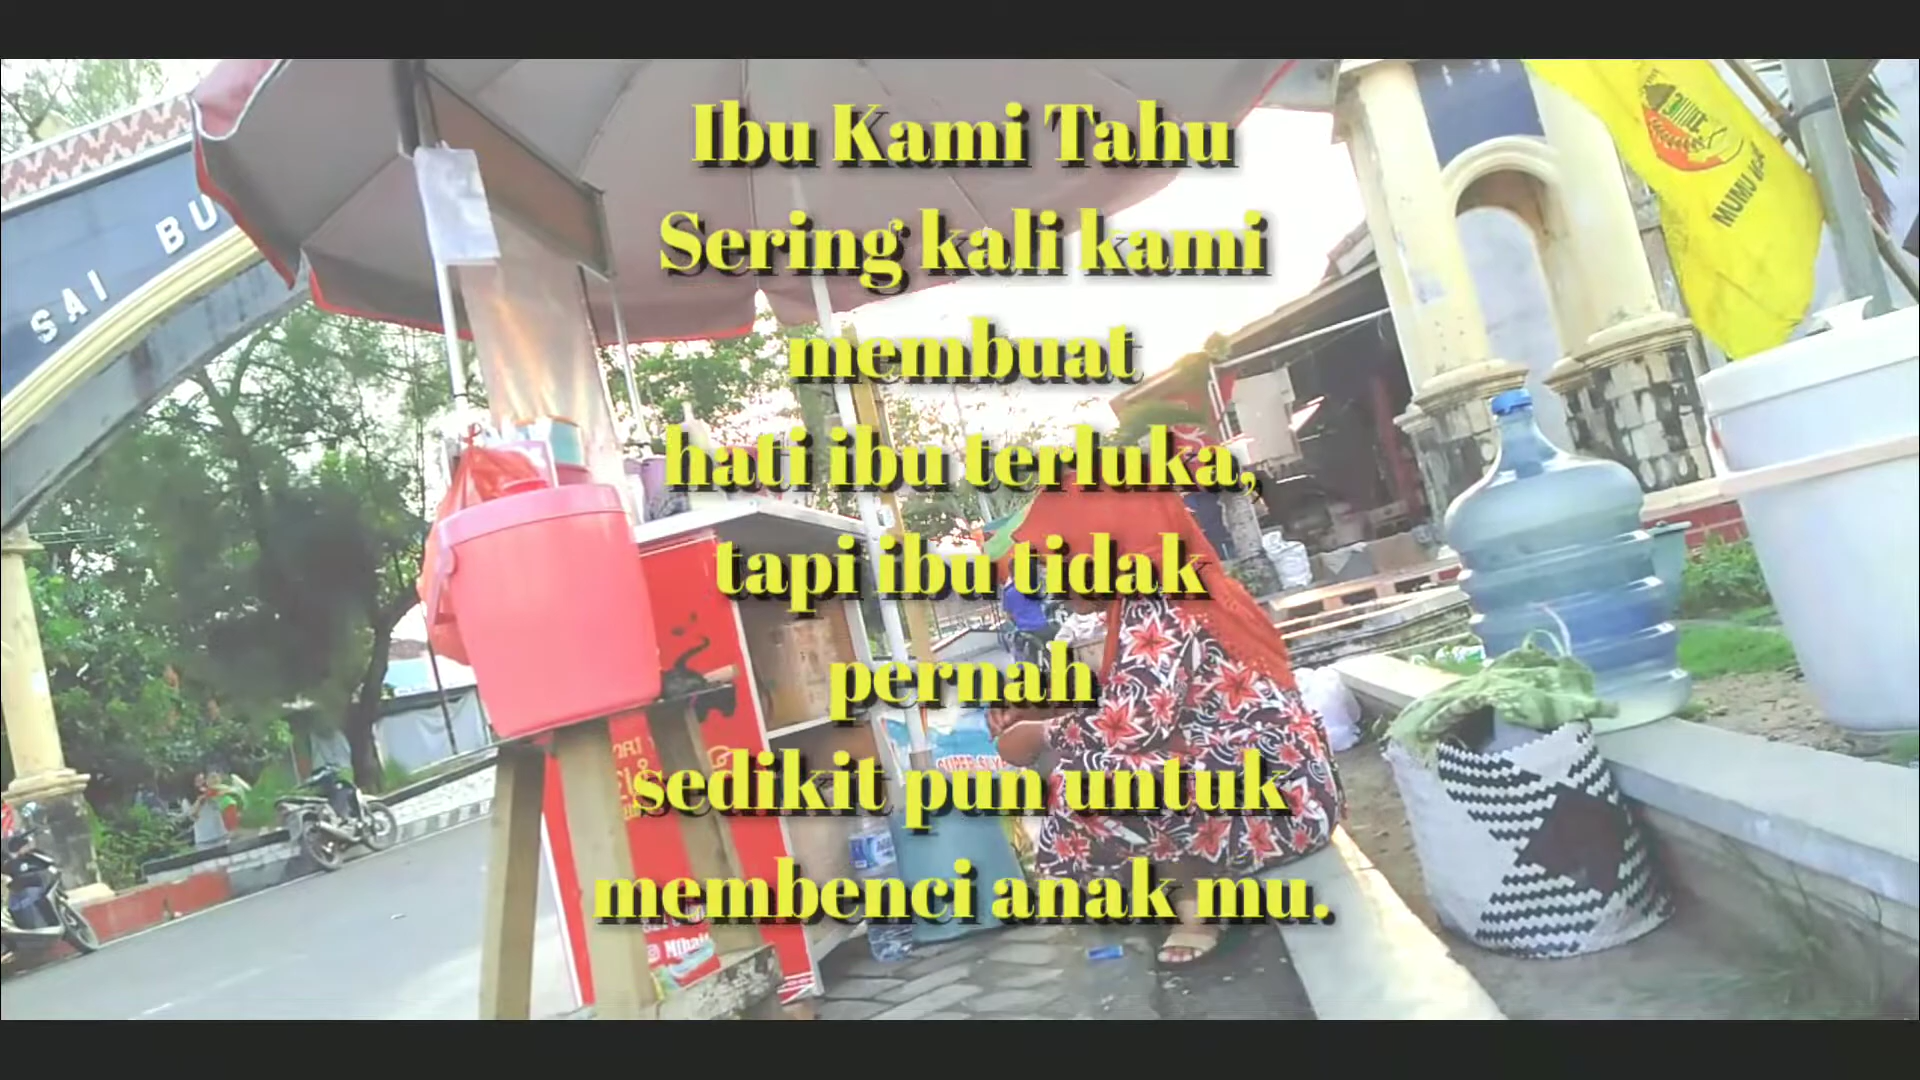 Ibu Kami Tahu
Sering kali kami
membuat
hati ibu terluka,
tapi ibu tidak
pernah
sedikit pun untuk
membenci anak mu.
SAI BU
MUMU